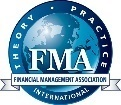 THEORY • PRACTICE
FMA
FINANCIAL MANAGEMENT ASSOCIATION
INTERNATIONAL